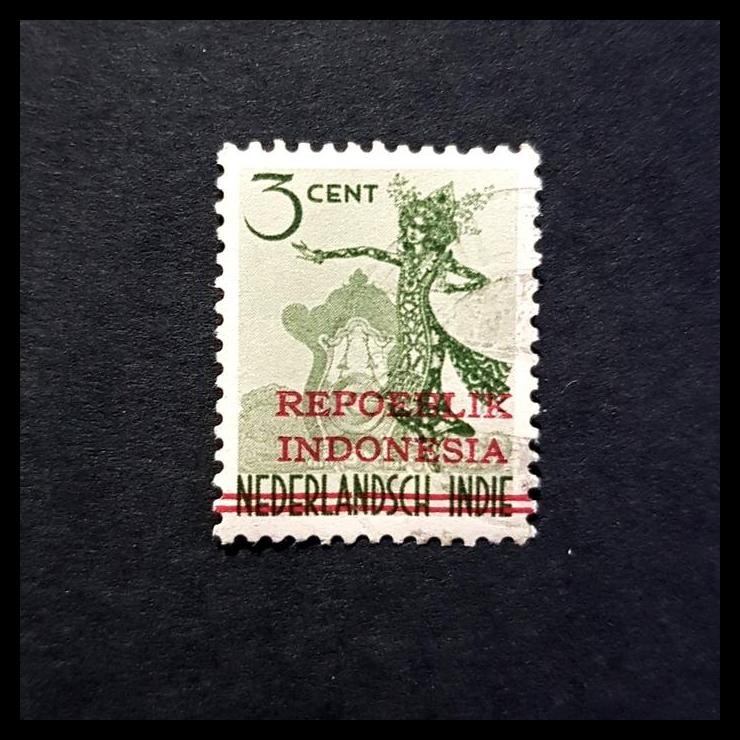 3 CENT
REPOEBLIK
INDONESIA
NEDERLANDSCH INDIE